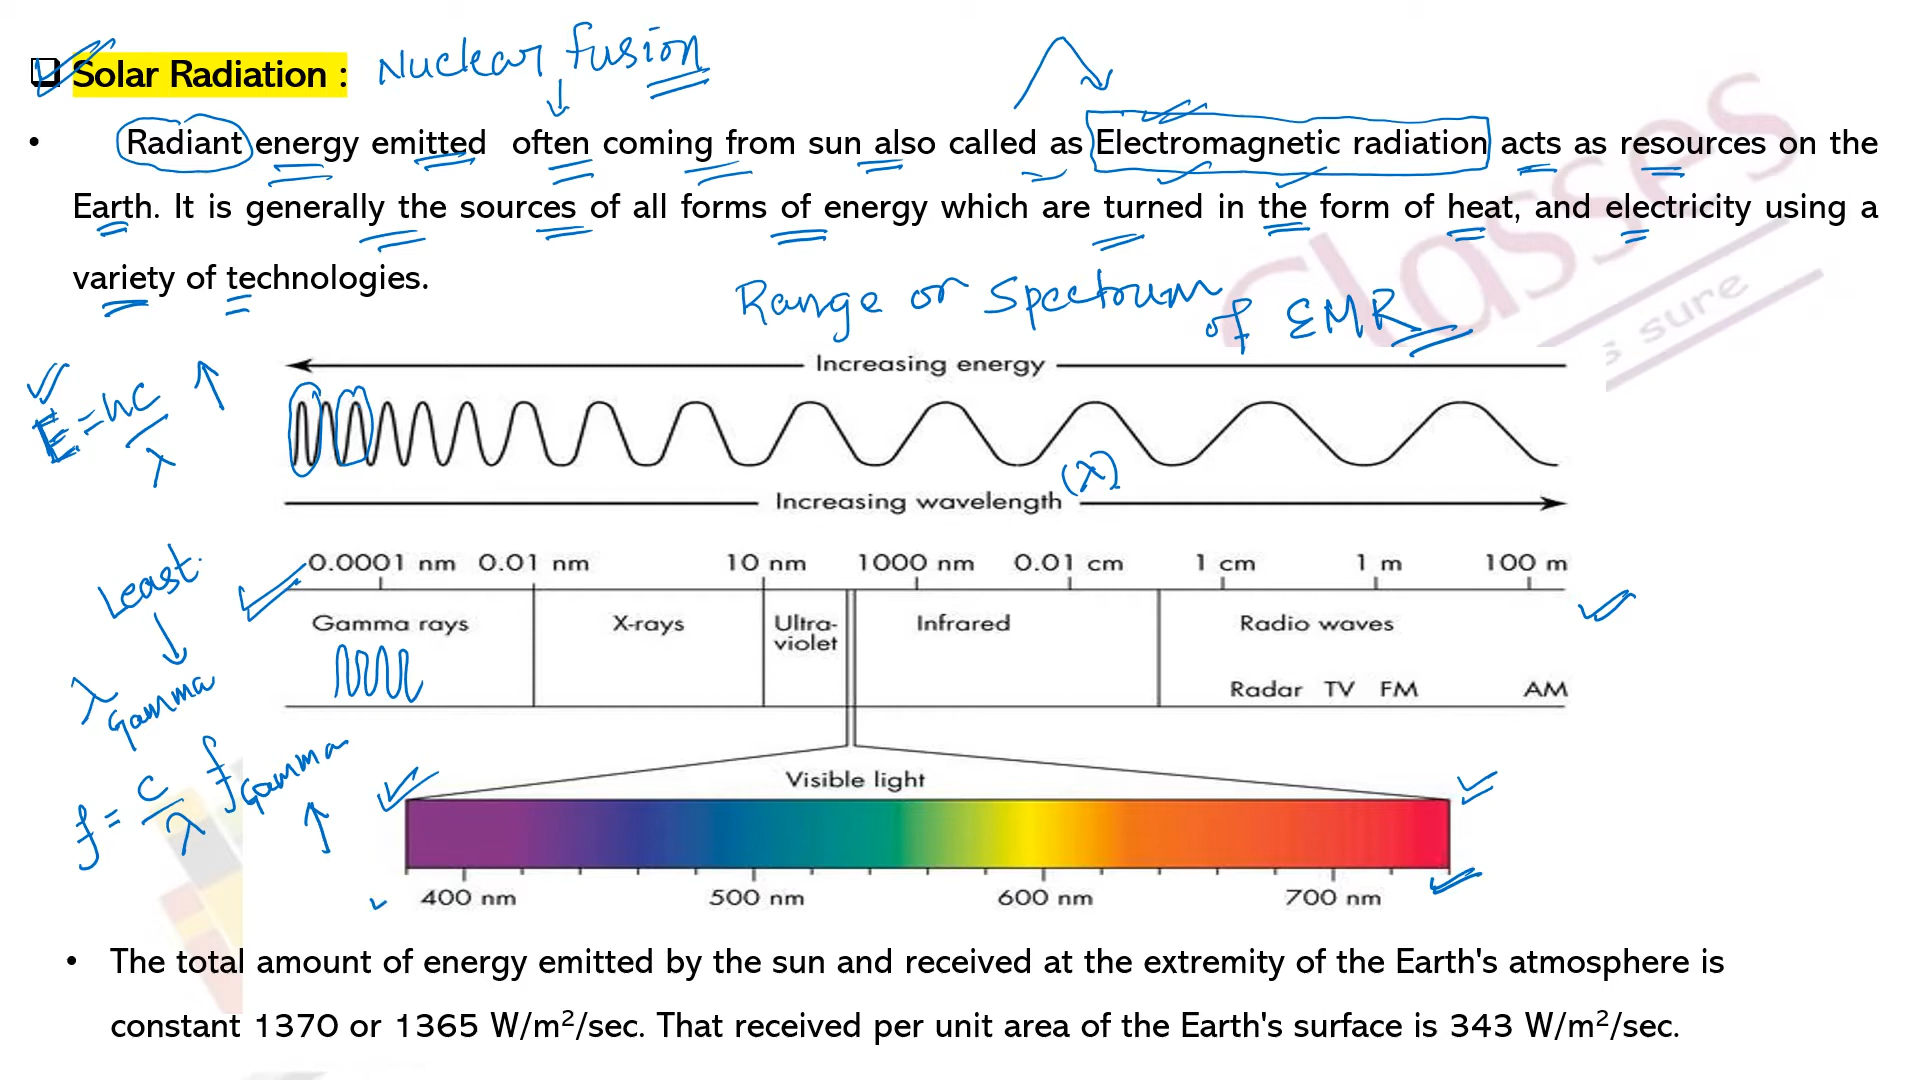 Solar Radiation : Nuclear fusion
• Radiant energy emitted often coming from sun also called as Electromagnetic radiation acts as resources on the
Earth. It is generally the sources of all forms of energy which are turned in the form of heat, and electricity using a
variety of technologies.
Range or Spectrum of EMR
Increasing energy
E = hc/λ ↑
(λ)
Increasing wavelength
0.0001 nm 0.01 nm 10 nm 1000 nm 0.01 cm 1 cm 1 m 100 m
Least.
Gamma rays X-rays Ultra- Infrared Radio waves
violet
Radar TV FM AM
λ Gamma
f Gamma ↑
Visible light
f = c/λ
400 nm 500 nm 600 nm 700 nm
• The total amount of energy emitted by the sun and received at the extremity of the Earth's atmosphere is
constant 1370 or 1365 W/m²/sec. That received per unit area of the Earth's surface is 343 W/m²/sec.
classes
s sure